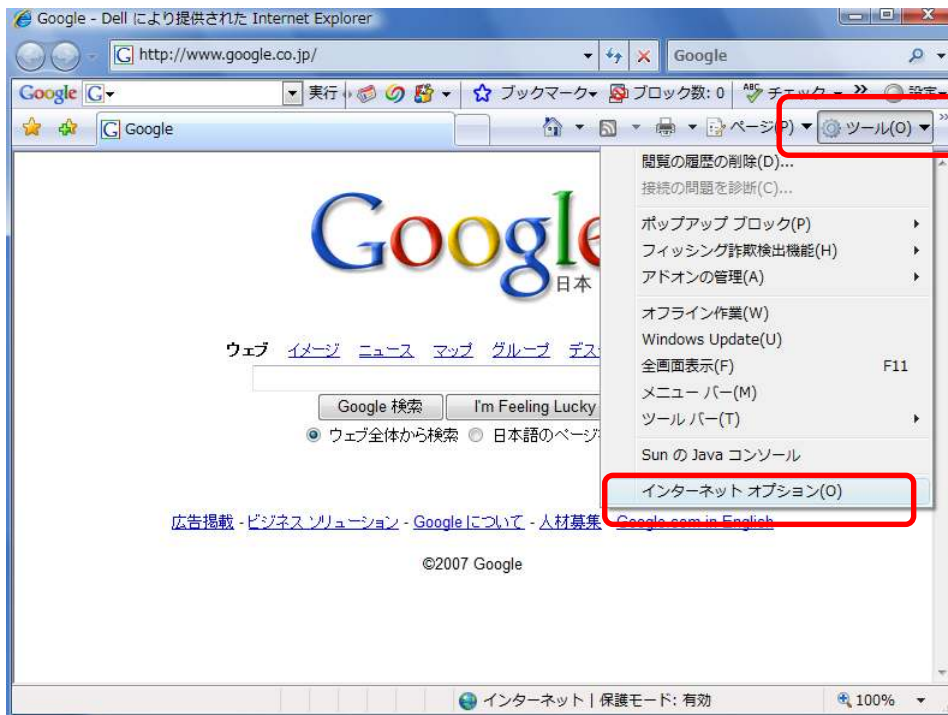 Google - Dell により提供された Internet Explorer
http://www.google.co.jp/
Google
Google G 実行 ブックマーク ブロック数: 0 チェック 設定
Google ページ(P) ツール(O)
閲覧の履歴の削除(D)...
接続の問題を診断(C)...
ポップアップ ブロック(P)
フィッシング詐欺検出機能(H)
アドオンの管理(A)
オフライン作業(W)
Windows Update(U)
全画面表示(F) F11
メニュー バー(M)
ツール バー(T)
Sun の Java コンソール
インターネット オプション(O)
Google
日本
ウェブ イメージ ニュース マップ グループ デス
Google 検索 I'm Feeling Lucky
ウェブ全体から検索 日本語のページ
広告掲載 - ビジネス ソリューション - Google について - 人材募集 - Google.com in English
©2007 Google
インターネット | 保護モード: 有効 100%